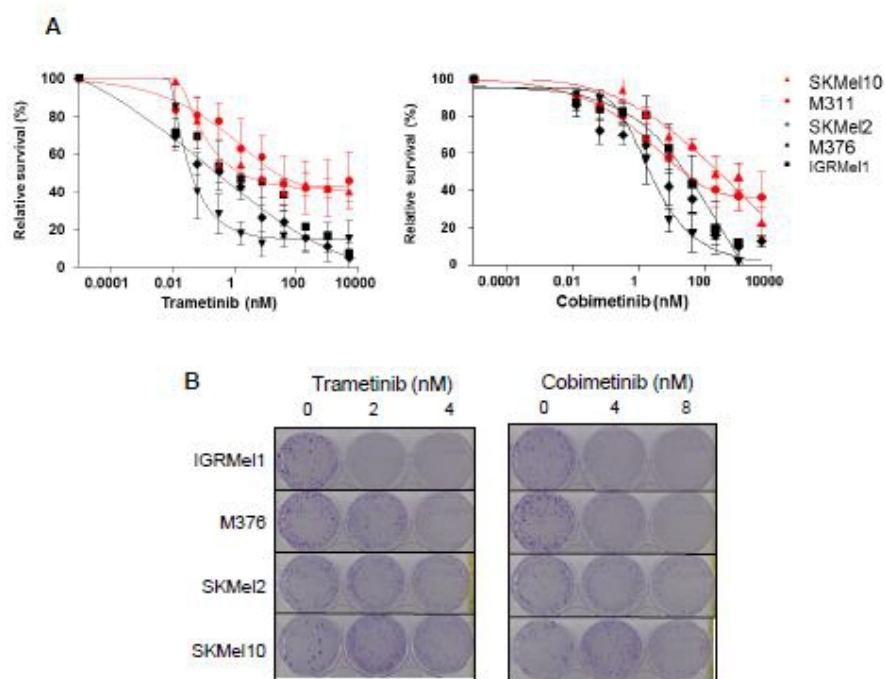 A
Relative survival (%)
100
80
60
40
20
0
0.0001 0.01 1 100 50000
Trametinib (nM)
Relative survival (%)
100
80
60
40
20
0
0.0001 0.01 1 100 50000
Cobimetinib (nM)
SKMel10
M311
SKMel2
M376
IGRMel1
B
Trametinib (nM)
0 2 4
Cobimetinib (nM)
0 4 8
IGRMel1
M376
SKMel2
SKMel10